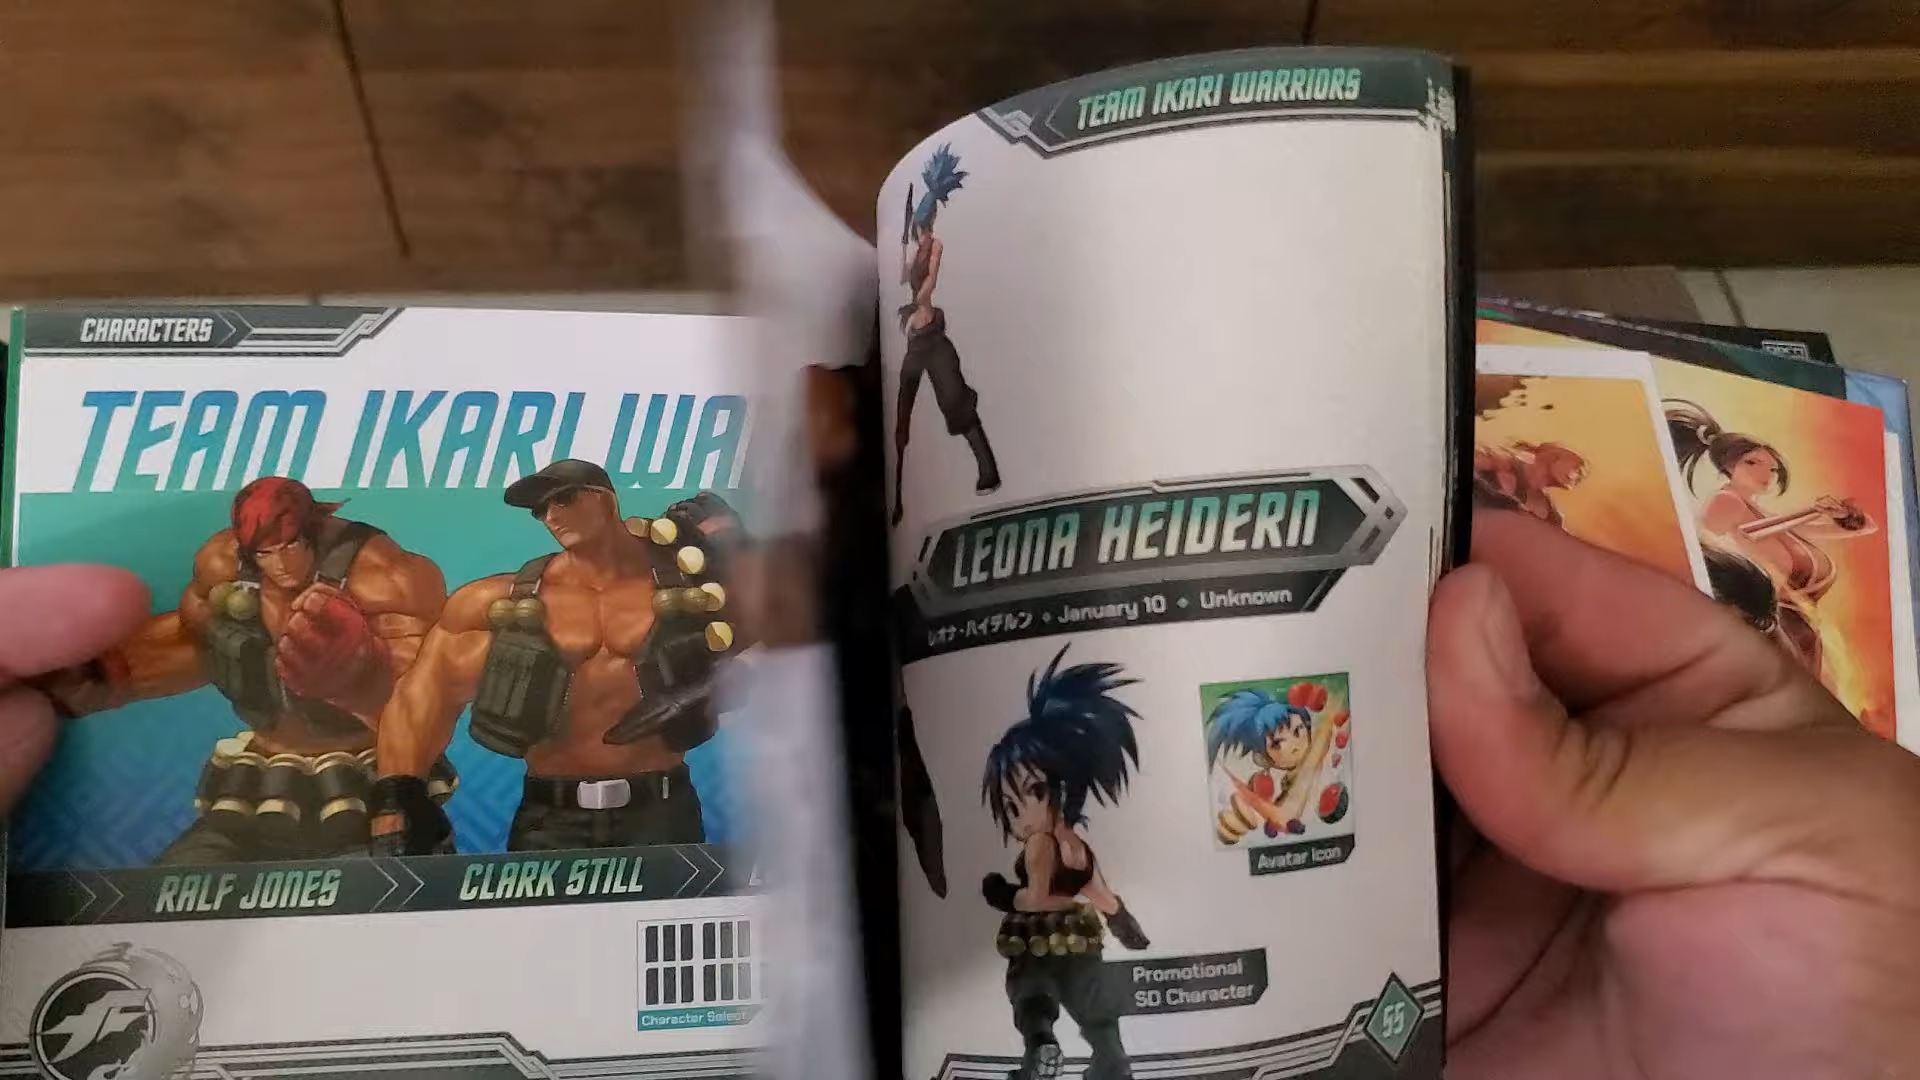 CHARACTERS
TEAM IKARI WA
RALF JONES
CLARK STILL
Character Select
TEAM IKARI WARRIORS
LEONA HEIDERN
レオナ・ハイデルン ◆ January 10 ◆ Unknown
Avatar Icon
Promotional
SD Character
55